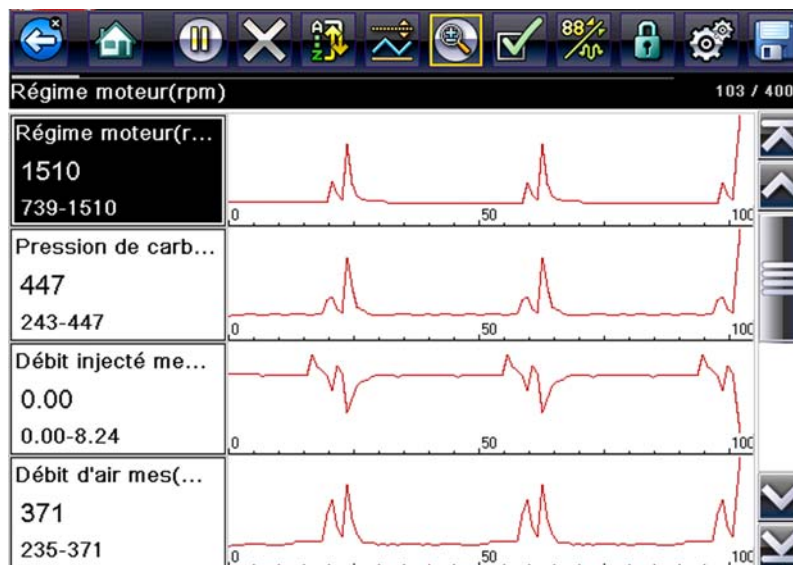 A
Z
88
Régime moteur(rpm)
103 / 400
Régime moteur(r...
1510
739-1510
0 50 100
Pression de carb...
447
243-447
0 50 100
Débit injecté me...
0.00
0.00-8.24
0 50 100
Débit d'air mes(...
371
235-371
0 50 100